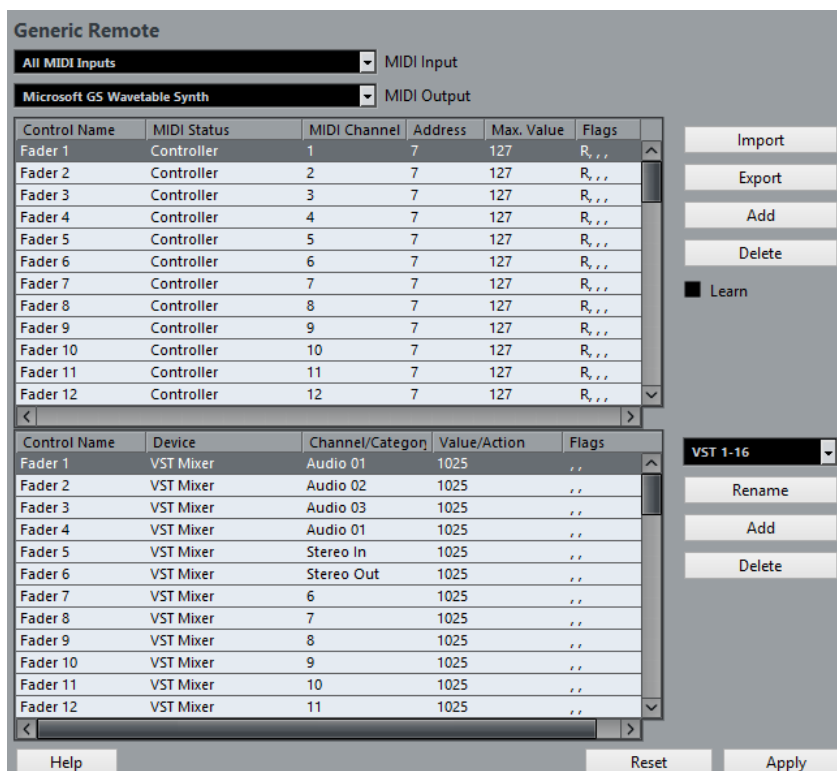 Generic Remote
All MIDI Inputs MIDI Input
Microsoft GS Wavetable Synth MIDI Output
Control Name MIDI Status MIDI Channel Address Max. Value Flags
Fader 1 Controller 1 7 127 R, , ,
Fader 2 Controller 2 7 127 R, , ,
Fader 3 Controller 3 7 127 R, , ,
Fader 4 Controller 4 7 127 R, , ,
Fader 5 Controller 5 7 127 R, , ,
Fader 6 Controller 6 7 127 R, , ,
Fader 7 Controller 7 7 127 R, , ,
Fader 8 Controller 8 7 127 R, , ,
Fader 9 Controller 9 7 127 R, , ,
Fader 10 Controller 10 7 127 R, , ,
Fader 11 Controller 11 7 127 R, , ,
Fader 12 Controller 12 7 127 R, , ,
Import
Export
Add
Delete
Learn
Control Name Device Channel/Categor Value/Action Flags
Fader 1 VST Mixer Audio 01 1025 , ,
Fader 2 VST Mixer Audio 02 1025 , ,
Fader 3 VST Mixer Audio 03 1025 , ,
Fader 4 VST Mixer Audio 01 1025 , ,
Fader 5 VST Mixer Stereo In 1025 , ,
Fader 6 VST Mixer Stereo Out 1025 , ,
Fader 7 VST Mixer 6 1025 , ,
Fader 8 VST Mixer 7 1025 , ,
Fader 9 VST Mixer 8 1025 , ,
Fader 10 VST Mixer 9 1025 , ,
Fader 11 VST Mixer 10 1025 , ,
Fader 12 VST Mixer 11 1025 , ,
VST 1-16
Rename
Add
Delete
Help Reset Apply